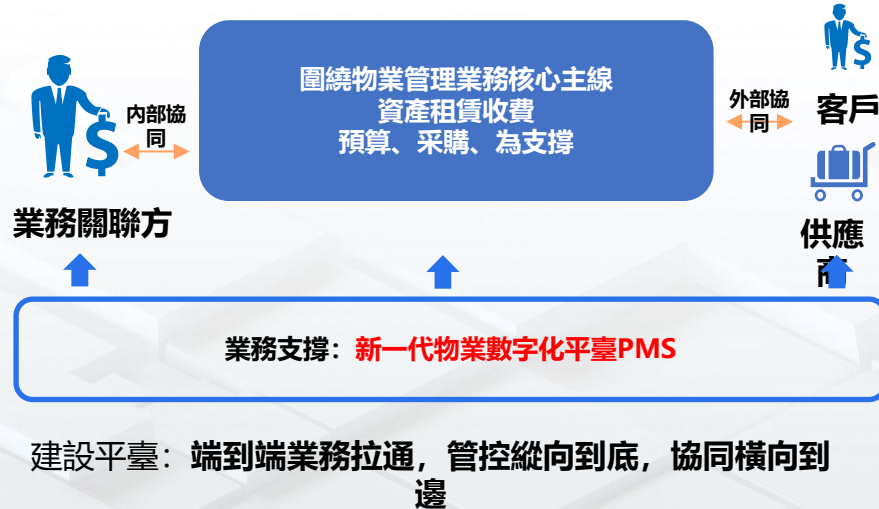 圍繞物業管理業務核心主線
資產租賃收費
預算、采購、為支撐
内部協
同
外部協
同
客戶
業務關聯方
供應
商
業務支撐：新一代物業數字化平臺PMS
建設平臺：端到端業務拉通，管控縱向到底，協同橫向到
邊